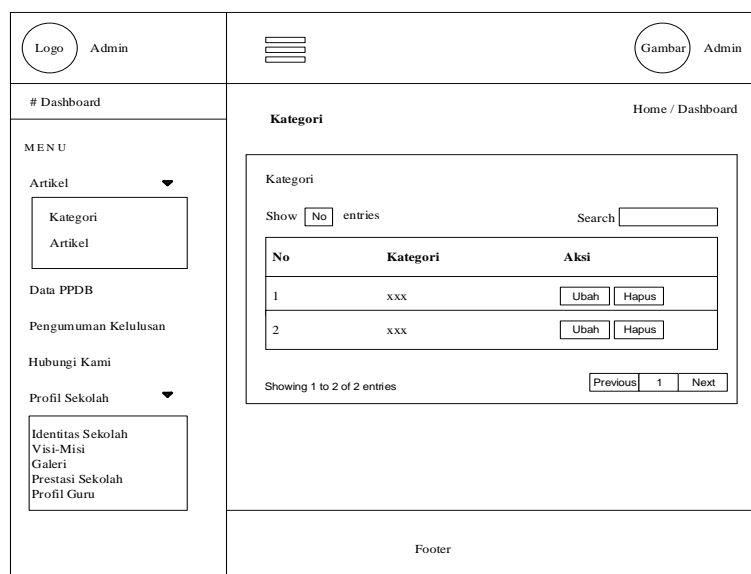 Logo Admin
Gambar Admin
# Dashboard
M E N U
Artikel
Kategori
Artikel
Data PPDB
Pengumuman Kelulusan
Hubungi Kami
Profil Sekolah
Identitas Sekolah
Visi-Misi
Galeri
Prestasi Sekolah
Profil Guru
Kategori
Home / Dashboard
Kategori
Show No entries
Search
No Kategori Aksi
1 xxx Ubah Hapus
2 xxx Ubah Hapus
Showing 1 to 2 of 2 entries
Previous 1 Next
Footer